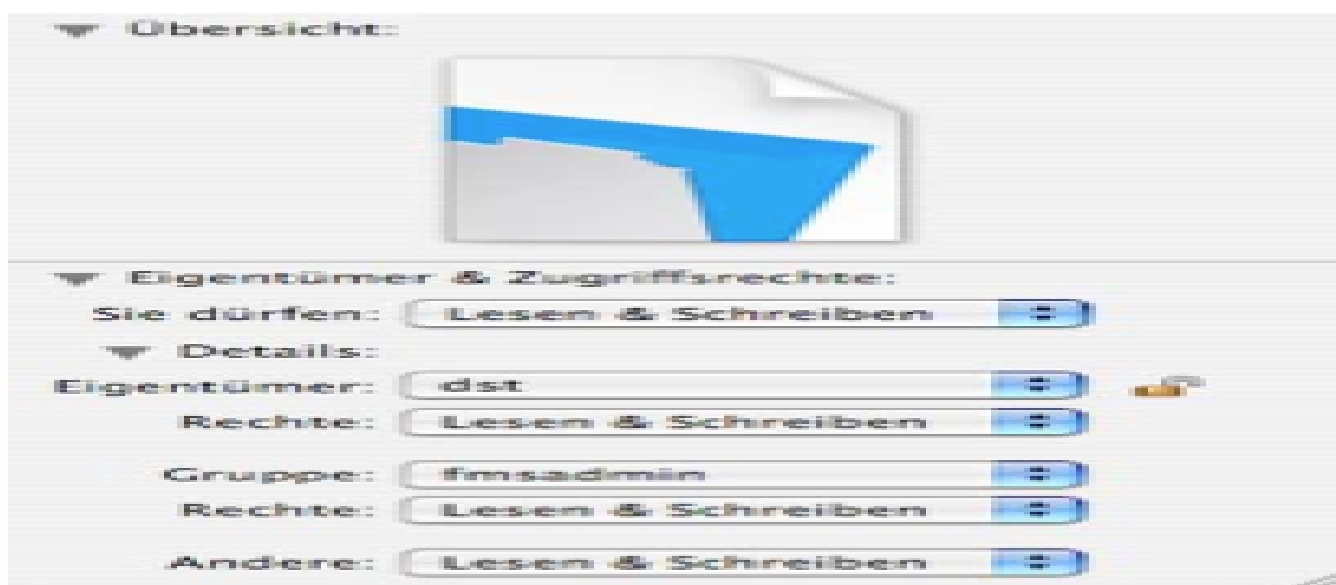 Übersicht:
Eigentümer & Zugriffsrechte:
Sie dürfen: Lesen & Schreiben
Details:
Eigentümer: dst
Rechte: Lesen & Schreiben
Gruppe: fmsadmin
Rechte: Lesen & Schreiben
Andere: Lesen & Schreiben